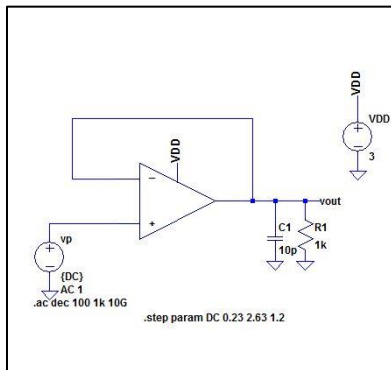 VDD
VDD
VDD
3
−
+
vout
C1
R1
10p
1k
vp
{DC}
AC 1
.ac dec 100 1k 10G
.step param DC 0.23 2.63 1.2